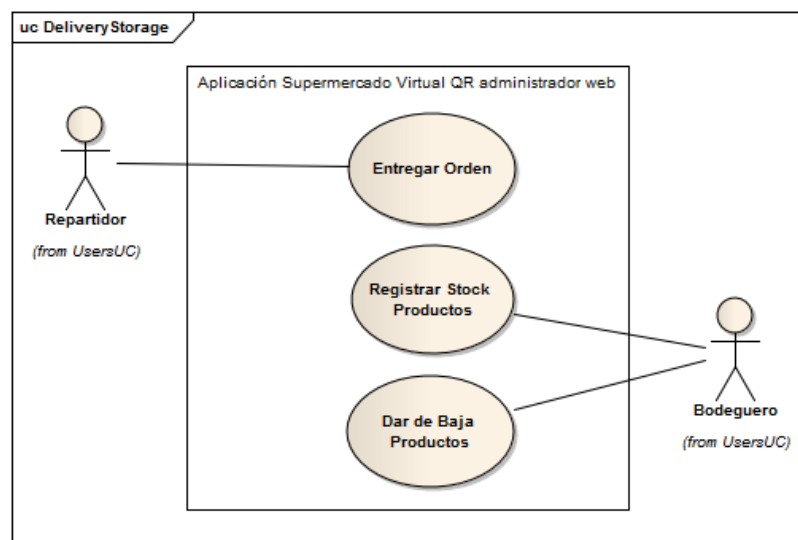 uc DeliveryStorage
Aplicación Supermercado Virtual QR administrador web
Entregar Orden
Repartidor
(from UsersUC)
Registrar Stock
Productos
Dar de Baja
Productos
Bodeguero
(from UsersUC)